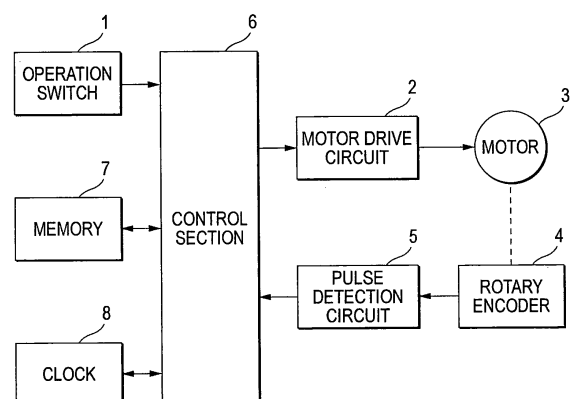 1
OPERATION
SWITCH
6
CONTROL
SECTION
2
MOTOR DRIVE
CIRCUIT
3
MOTOR
7
MEMORY
5
PULSE
DETECTION
CIRCUIT
4
ROTARY
ENCODER
8
CLOCK